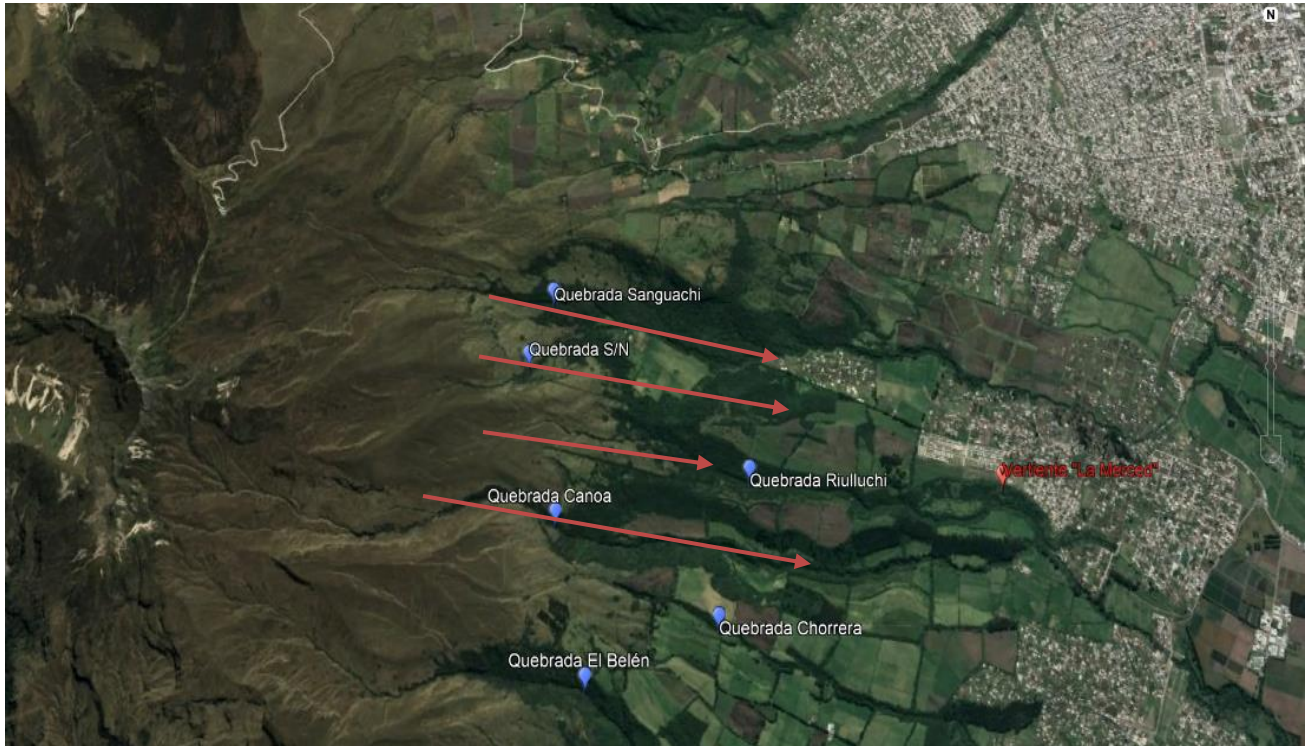 N
Quebrada Sanguachi
Quebrada S/N
Quebrada Riulluchi
Vertiente "La Merced"
Quebrada Canoa
Quebrada Chorrera
Quebrada El Belén